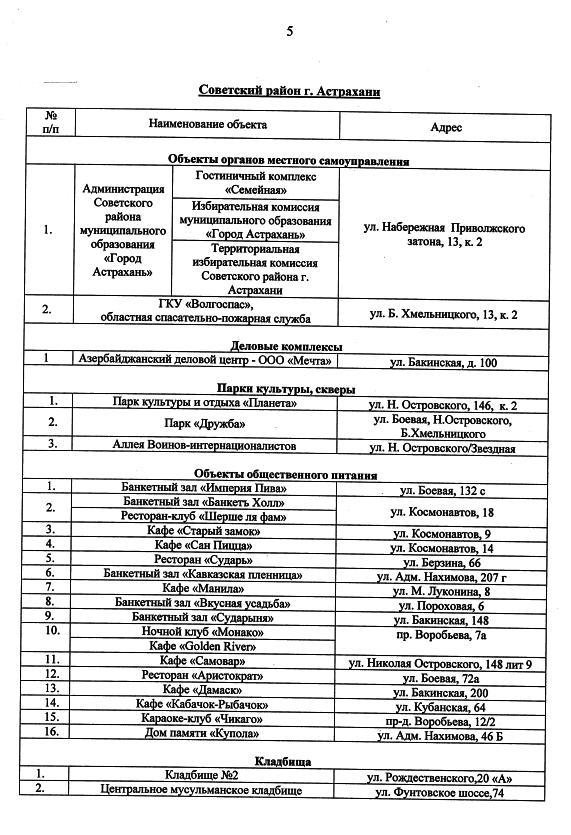 5
Советский район г. Астрахани
№
п/п
Наименование объекта
Адрес
Объекты органов местного самоуправления
1.
Администрация
Советского
района
муниципального
образования
«Город
Астрахань»
Гостиничный комплекс
«Семейная»
Избирательная комиссия
муниципального образования
«Город Астрахань»
Территориальная
избирательная комиссия
Советского района г.
Астрахани
ул. Набережная Приволжского
затона, 13, к. 2
2.
ГКУ «Волгоспас»,
областная спасательно-пожарная служба
ул. Б. Хмельницкого, 13, к. 2
Деловые комплексы
1 Азербайджанский деловой центр - ООО «Мечта» ул. Бакинская, д. 100
Парки культуры, скверы
1. Парк культуры и отдыха «Планета» ул. Н. Островского, 146, к. 2
2. Парк «Дружба»
ул. Боевая, Н.Островского,
Б.Хмельницкого
3. Аллея Воинов-интернационалистов ул. Н. Островского/Звездная
Объекты общественного питания
1. Банкетный зал «Империя Пива» ул. Боевая, 132 с
2. Банкетный зал «Банкетъ Холл»
Ресторан-клуб «Шерше ля фам»
ул. Космонавтов, 18
3. Кафе «Старый замок» ул. Космонавтов, 9
4. Кафе «Сан Пицца» ул. Космонавтов, 14
5. Ресторан «Сударь» ул. Берзина, 66
6. Банкетный зал «Кавказская пленница» ул. Адм. Нахимова, 207 г
7. Кафе «Манила» ул. М. Луконина, 8
8. Банкетный зал «Вкусная усадьба» ул. Пороховая, 6
9. Банкетный зал «Сударыня» ул. Бакинская, 148
10. Ночной клуб «Монако» пр. Воробьева, 7а
Кафе «Golden River»
11. Кафе «Самовар» ул. Николая Островского, 148 лит 9
12. Ресторан «Аристократ» ул. Боевая, 72а
13. Кафе «Дамаск» ул. Бакинская, 200
14. Кафе «Кабачок-Рыбачок» ул. Кубанская, 64
15. Караоке-клуб «Чикаго» пр-д. Воробьева, 12/2
16. Дом памяти «Купола» ул. Адм. Нахимова, 46 Б
Кладбища
1. Кладбище №2 ул. Рождественского,20 «А»
2. Центральное мусульманское кладбище ул. Фунтовское шоссе,74